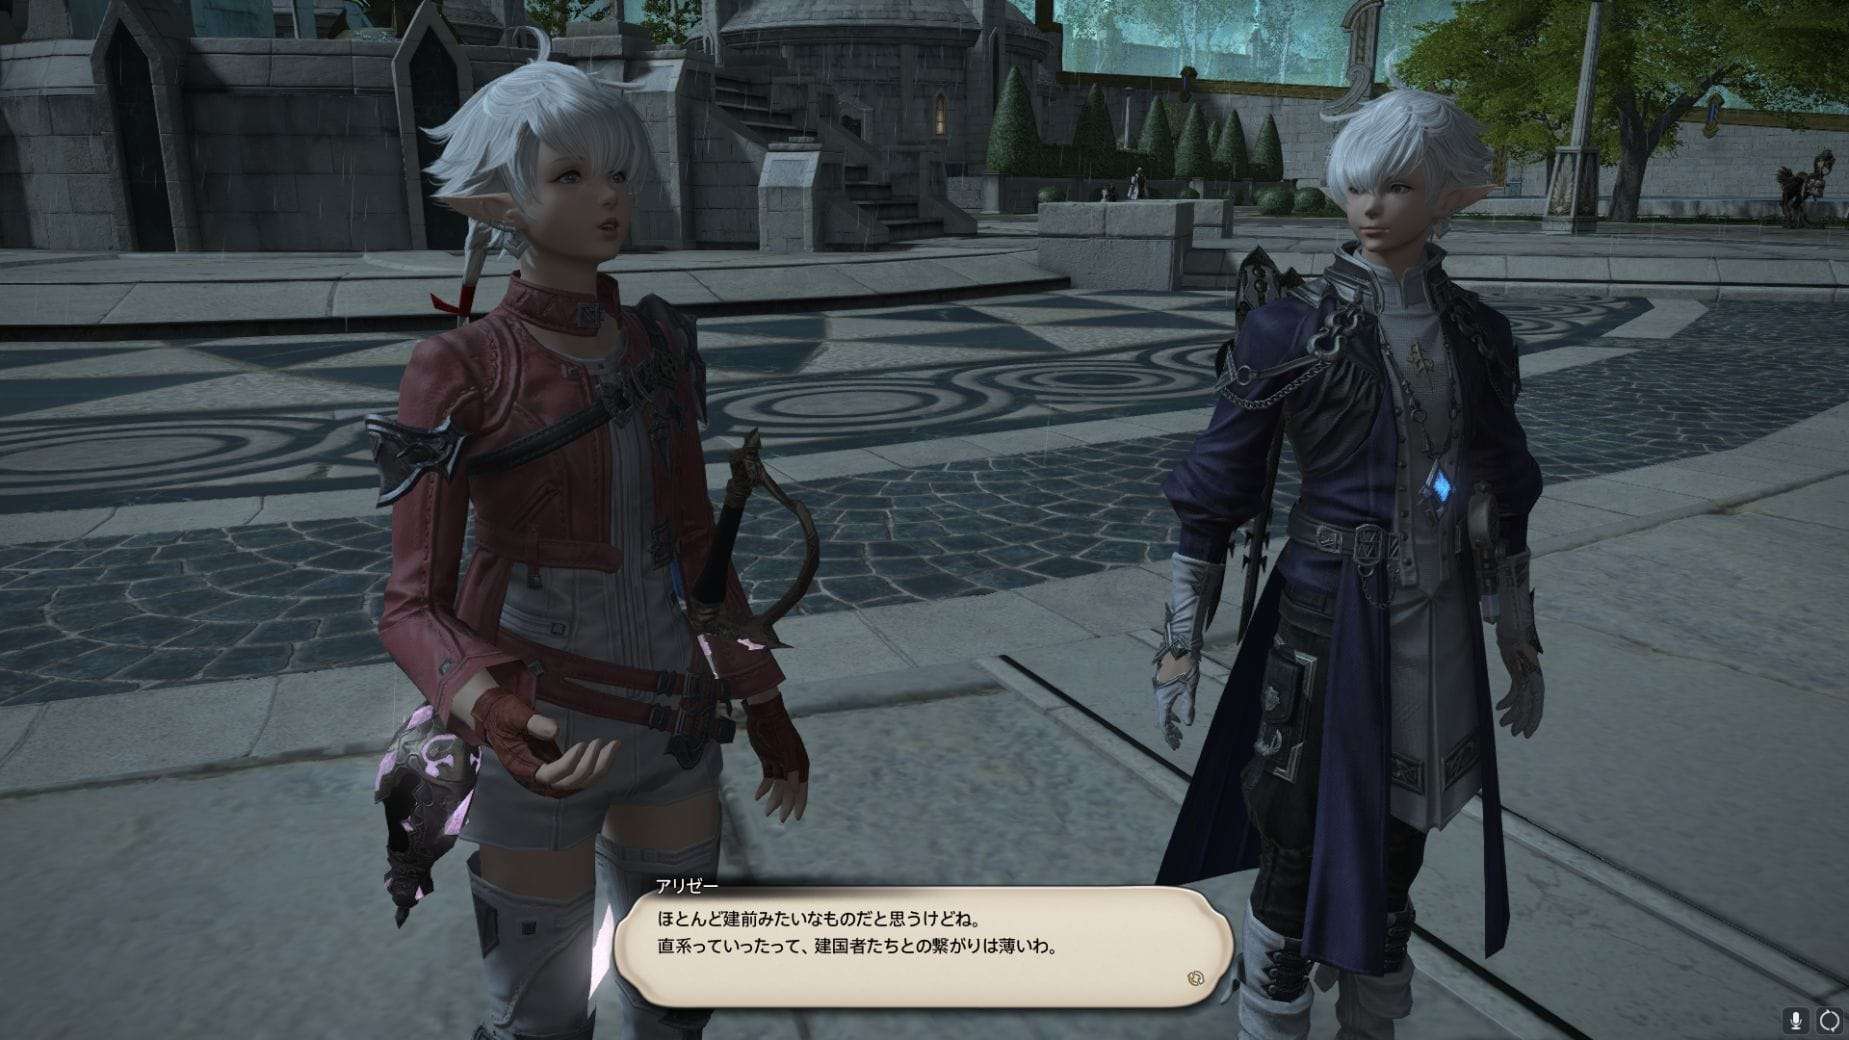 アリゼー
ほとんど建前みたいなものだと思うけどね。
直系っていったって、建国者たちとの繋がりは薄いわ。